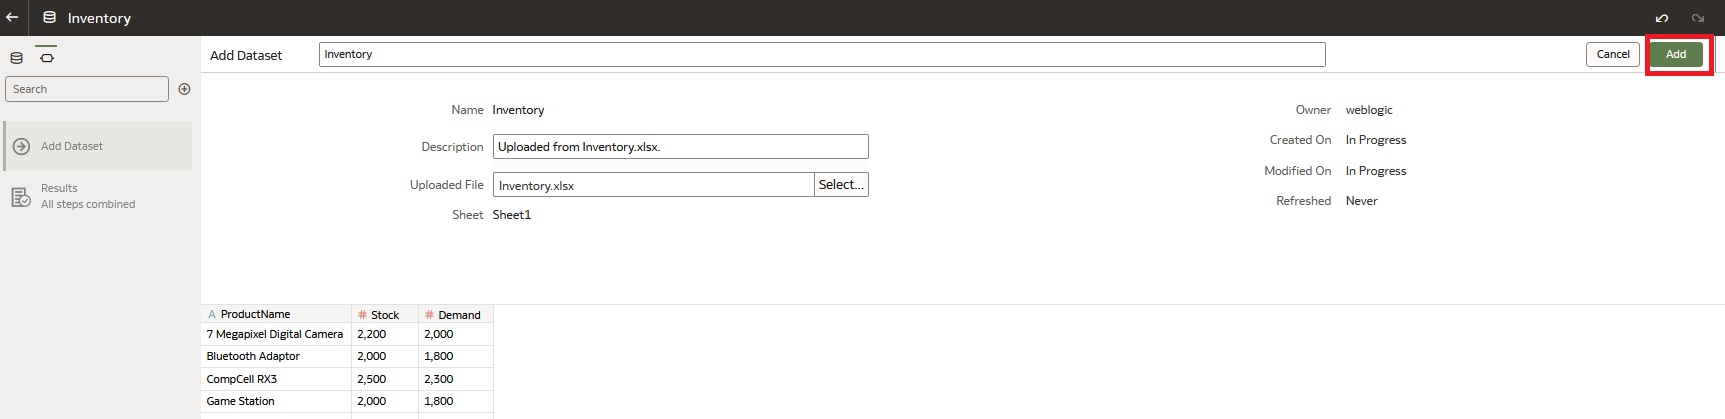 Inventory
Add Dataset
Inventory
Cancel
Add
Search
Add Dataset
Results
All steps combined
Name Inventory
Description Uploaded from Inventory.xlsx.
Uploaded File Inventory.xlsx Select...
Sheet Sheet1
Owner weblogic
Created On In Progress
Modified On In Progress
Refreshed Never
A ProductName # Stock # Demand
7 Megapixel Digital Camera 2,200 2,000
Bluetooth Adaptor 2,000 1,800
CompCell RX3 2,500 2,300
Game Station 2,000 1,800